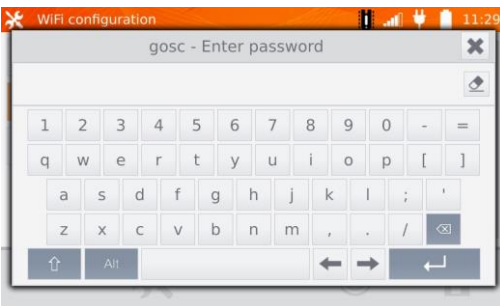 WiFi configuration 11:29
gosc - Enter password
1 2 3 4 5 6 7 8 9 0 - =
q w e r t y u i o p [ ]
a s d f g h j k l ; '
z x c v b n m , . /
Alt